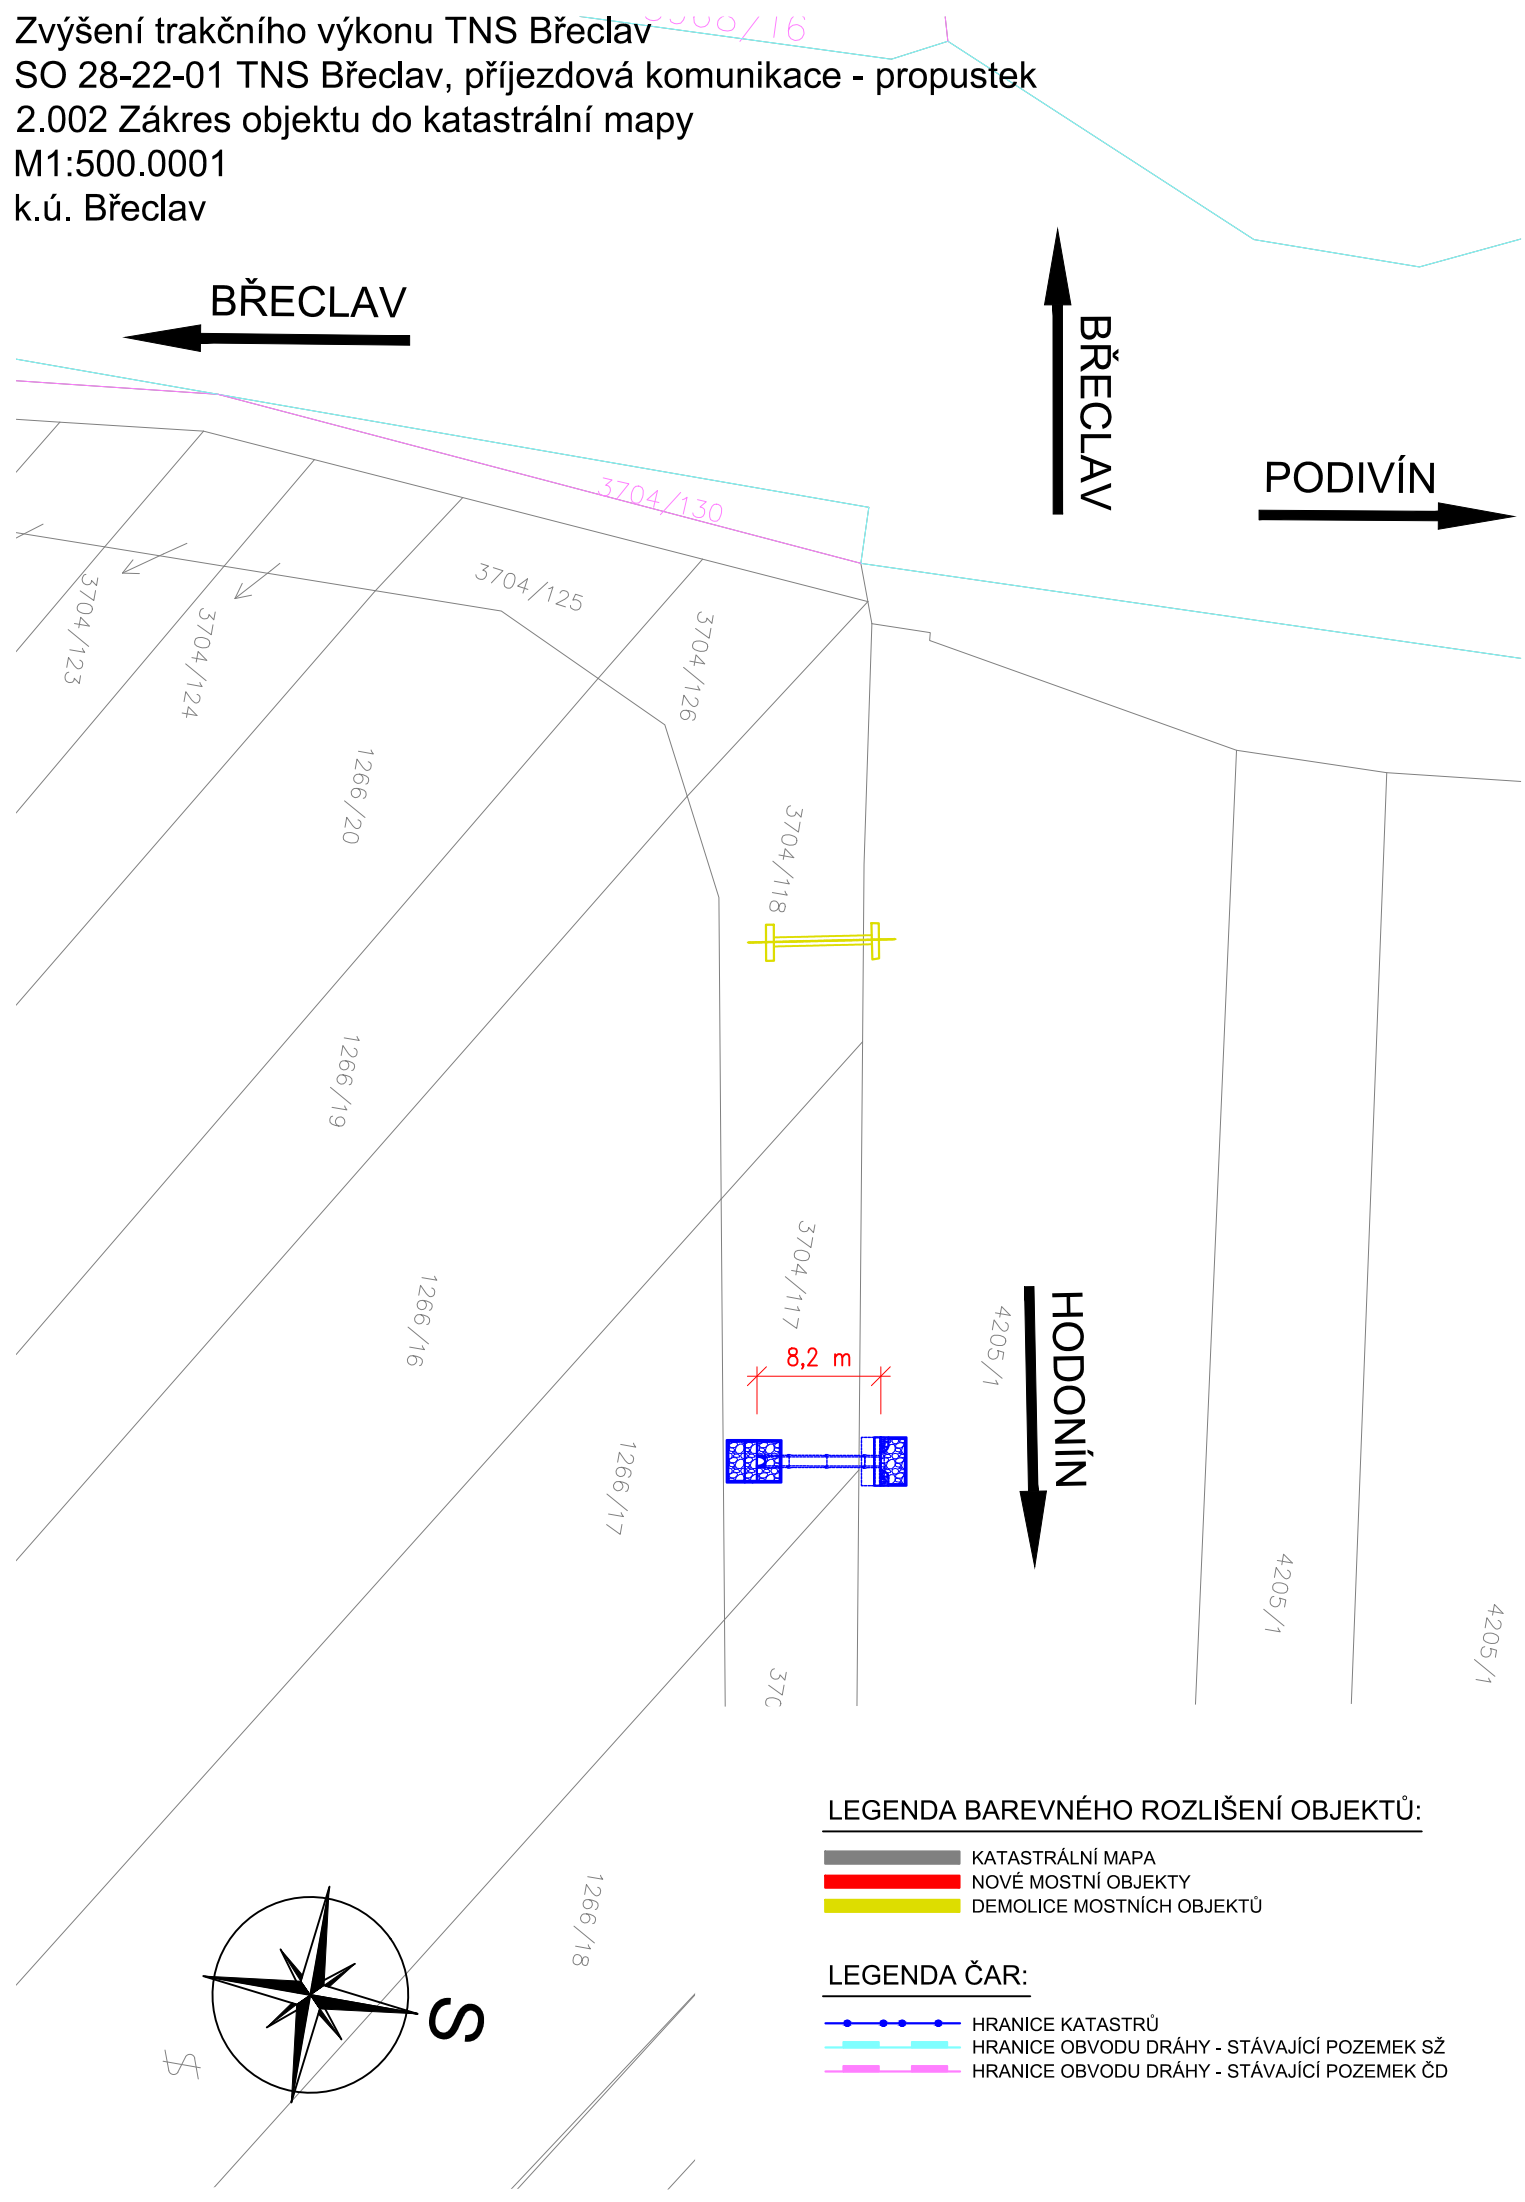 Zvýšení trakčního výkonu TNS Břeclav
SO 28-22-01 TNS Břeclav, příjezdová komunikace - propustek
2.002 Zákres objektu do katastrální mapy
M1:500.0001
k.ú. Břeclav
BŘECLAV
BŘECLAV
PODIVÍN
3704/130
3704/125
3704/123
3704/124
3704/126
1266/20
3704/118
1266/19
3704/117
1266/16
4205/1
HODONÍN
8,2 m
1266/17
4205/1
4205/1
370
1266/18
S
LEGENDA BAREVNÉHO ROZLIŠENÍ OBJEKTŮ:
KATASTRÁLNÍ MAPA
NOVÉ MOSTNÍ OBJEKTY
DEMOLICE MOSTNÍCH OBJEKTŮ
LEGENDA ČAR:
HRANICE KATASTRŮ
HRANICE OBVODU DRÁHY - STÁVAJÍCÍ POZEMEK SŽ
HRANICE OBVODU DRÁHY - STÁVAJÍCÍ POZEMEK ČD